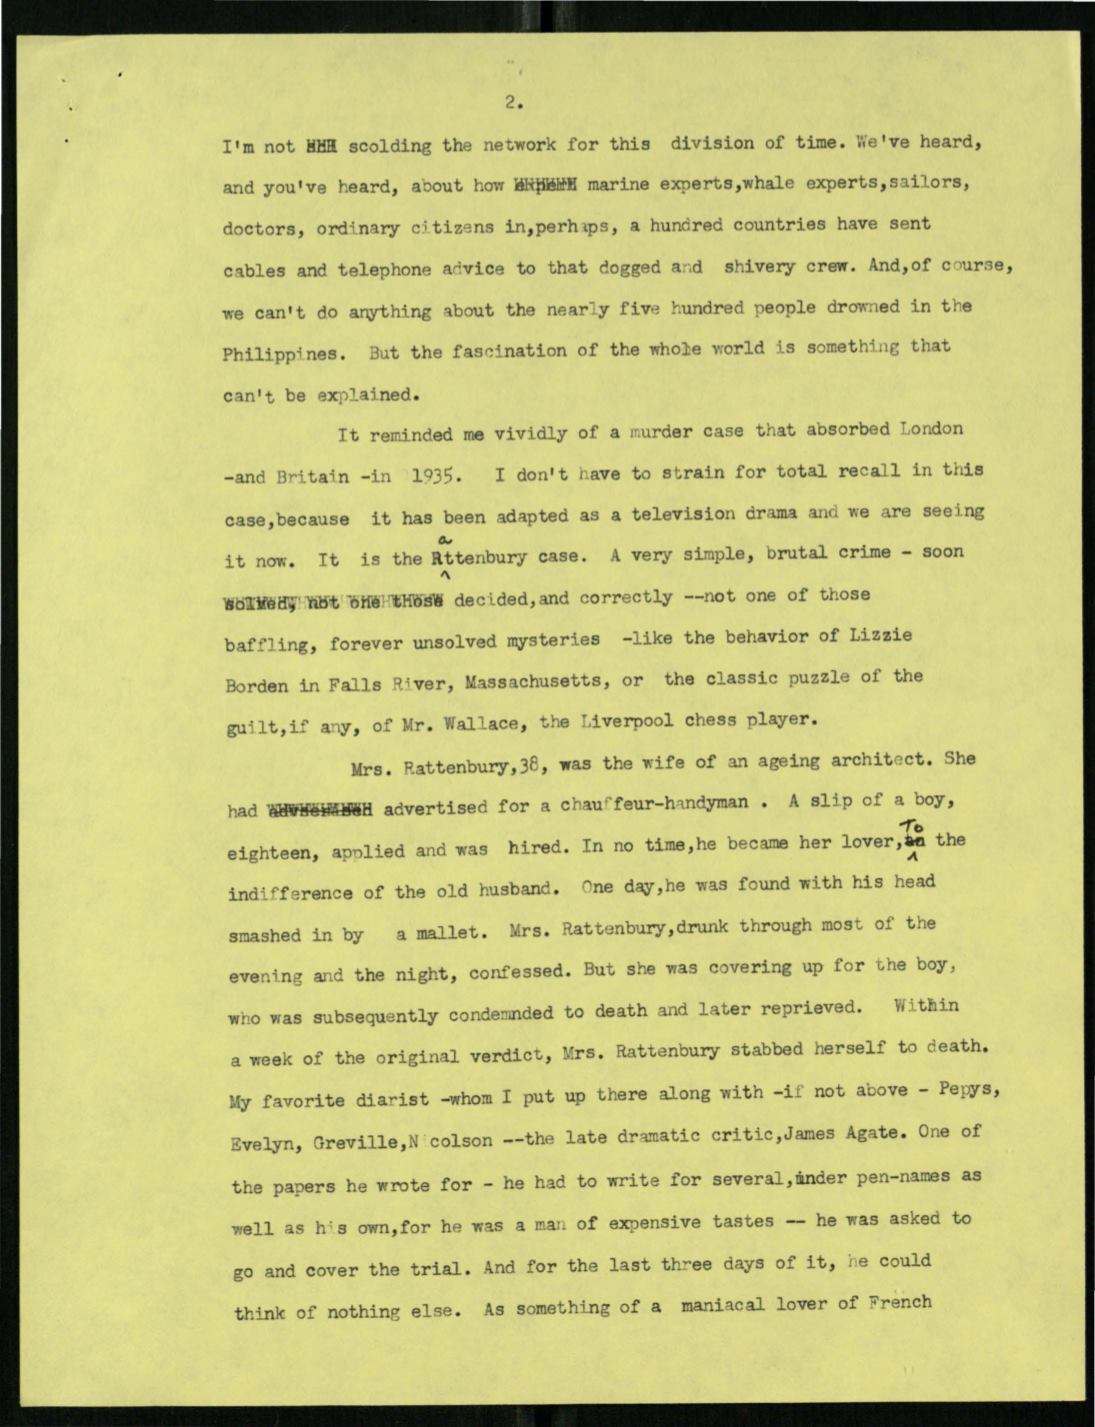 2.
I'm not scolding the network for this division of time. We've heard,
and you've heard, about how expert marine experts,whale experts,sailors,
doctors, ordinary citizens in,perhaps, a hundred countries have sent
cables and telephone advice to that dogged and shivery crew. And,of course,
we can't do anything about the nearly five hundred people drowned in the
Philippines. But the fascination of the whole world is something that
can't be explained.
It reminded me vividly of a murder case that absorbed London
-and Britain -in 1935. I don't have to strain for total recall in this
case,because it has been adapted as a television drama and we are seeing
it now. It is the Rattenbury case. A very simple, brutal crime - soon
solved, not one those decided,and correctly --not one of those
baffling, forever unsolved mysteries -like the behavior of Lizzie
Borden in Falls River, Massachusetts, or the classic puzzle of the
guilt,if any, of Mr. Wallace, the Liverpool chess player.
Mrs. Rattenbury,38, was the wife of an ageing architect. She
had advertised for a chauffeur-handyman . A slip of a boy,
eighteen, applied and was hired. In no time,he became her lover, To the
indifference of the old husband. One day,he was found with his head
smashed in by a mallet. Mrs. Rattenbury,drunk through most of the
evening and the night, confessed. But she was covering up for the boy,
who was subsequently condemnded to death and later reprieved. Within
a week of the original verdict, Mrs. Rattenbury stabbed herself to death.
My favorite diarist -whom I put up there along with -if not above - Pepys,
Evelyn, Greville,Nicolson --the late dramatic critic,James Agate. One of
the papers he wrote for - he had to write for several,under pen-names as
well as his own,for he was a man of expensive tastes -- he was asked to
go and cover the trial. And for the last three days of it, he could
think of nothing else. As something of a maniacal lover of French